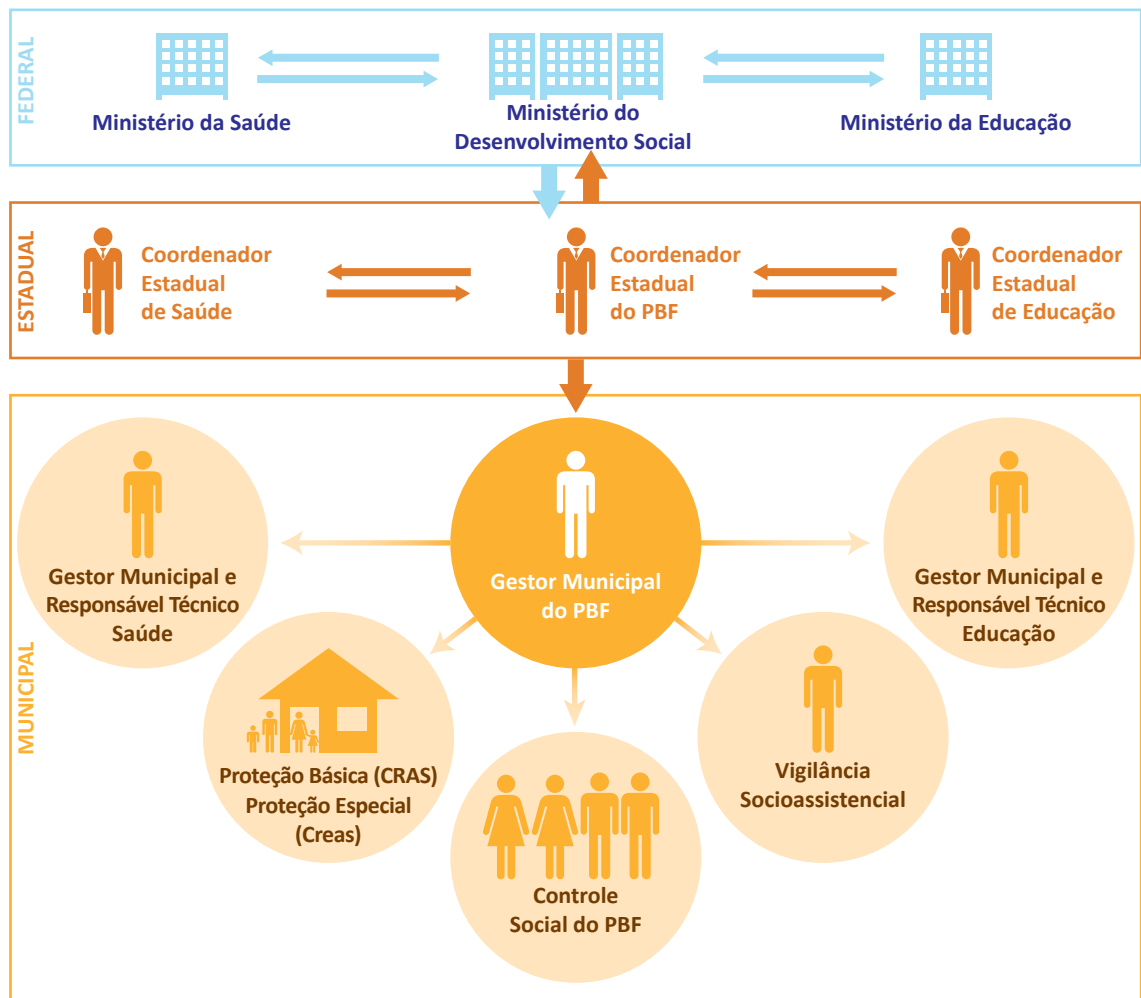 FEDERAL
Ministério da Saúde
Ministério do
Desenvolvimento Social
Ministério da Educação
ESTADUAL
Coordenador
Estadual
de Saúde
Coordenador
Estadual
do PBF
Coordenador
Estadual
de Educação
MUNICIPAL
Gestor Municipal e
Responsável Técnico
Saúde
Gestor Municipal
do PBF
Gestor Municipal e
Responsável Técnico
Educação
Proteção Básica (CRAS)
Proteção Especial
(Creas)
Controle
Social do PBF
Vigilância
Socioassistencial